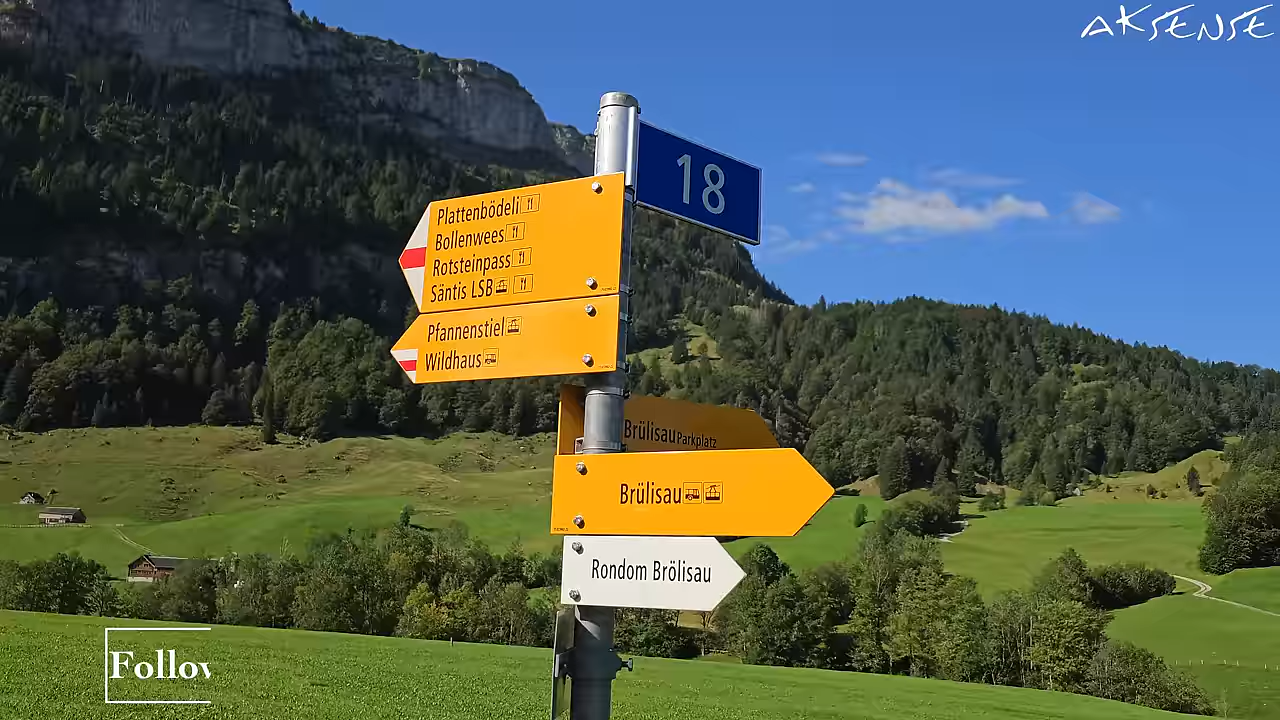 AKSENSE
18
Plattenbödeli
Bollenwees
Rotsteinpass
Säntis LSB
Pfannenstiel
Wildhaus
Brülisau Parkplatz
Brülisau
Rondom Brölisau
Follov